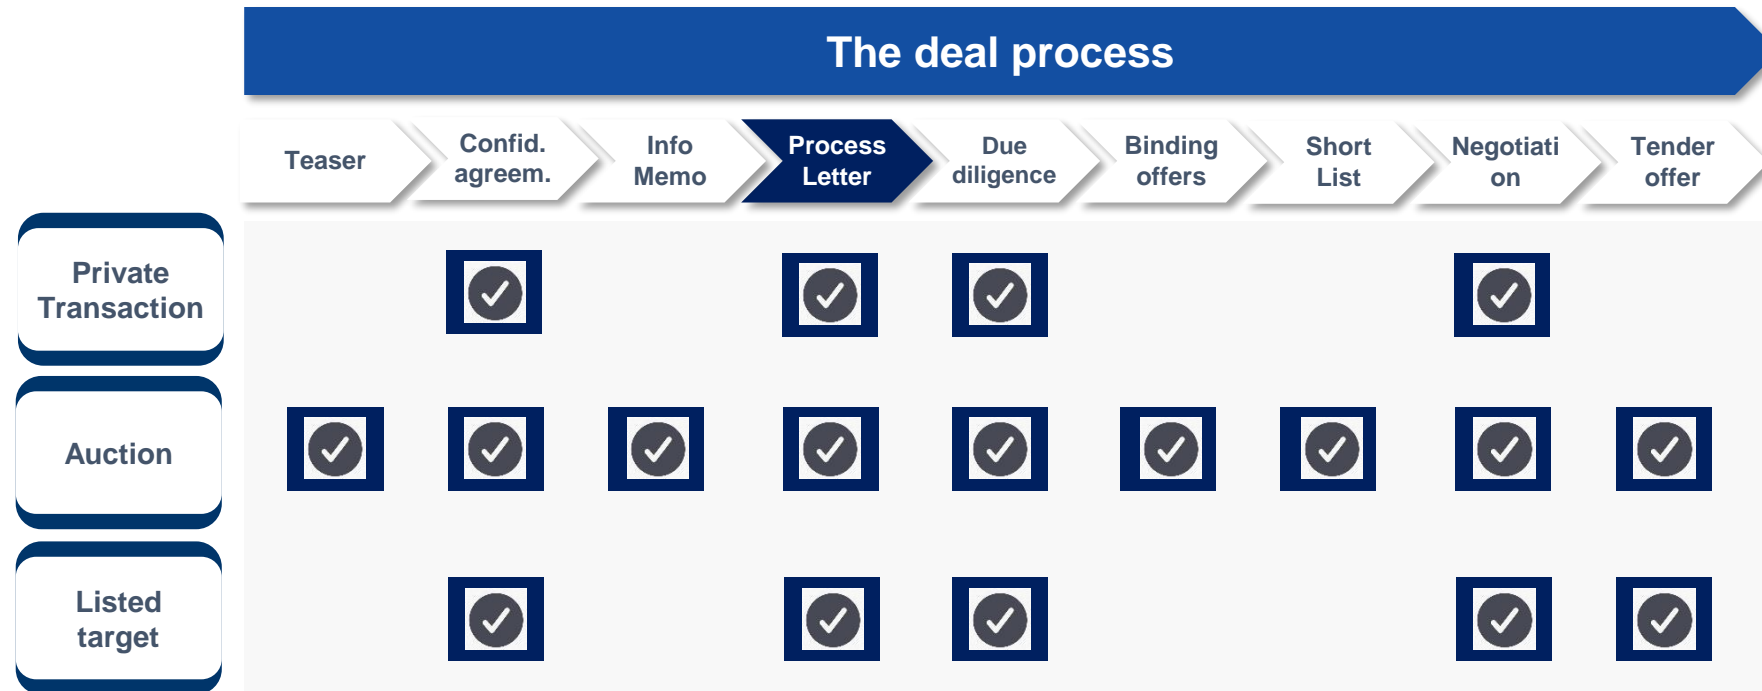 The deal process
Teaser
Confid.
agreem.
Info
Memo
Process
Letter
Due
diligence
Binding
offers
Short
List
Negotiati
on
Tender
offer
Private
Transaction
Auction
Listed
target